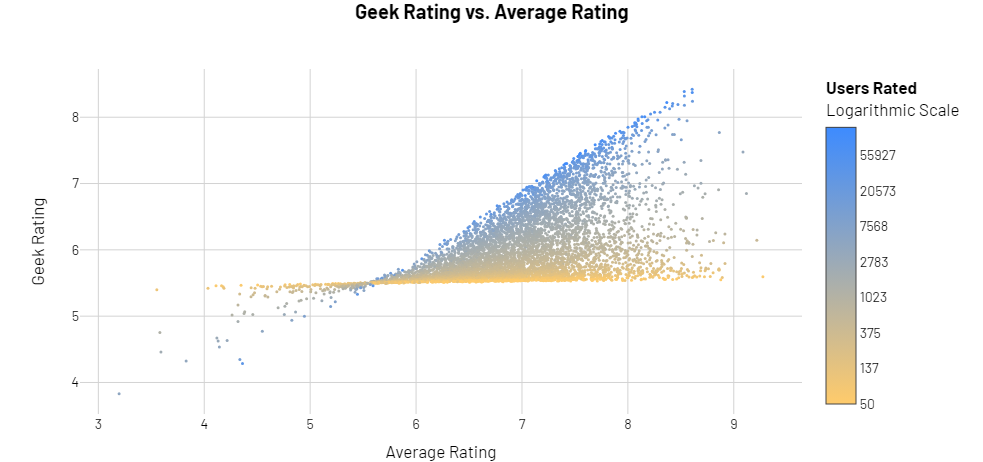 Geek Rating vs. Average Rating
Users Rated
Logarithmic Scale
55927
20573
7568
2783
1023
375
137
50
Geek Rating
8
7
6
5
4
3 4 5 6 7 8 9
Average Rating